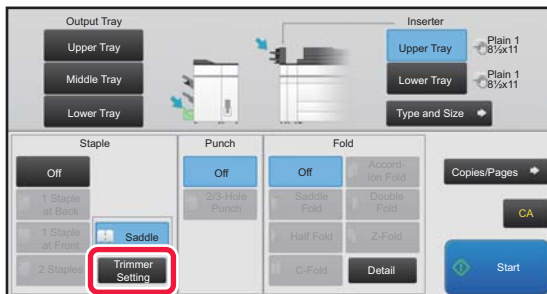 Output Tray
Upper Tray
Middle Tray
Lower Tray
Inserter
Upper Tray
Plain 1
8½x11
Lower Tray
Plain 1
8½x11
Type and Size
Staple
Off
1 Staple
at Back
1 Staple
at Front
2 Staples
Saddle
Trimmer
Setting
Punch
Off
2/3-Hole
Punch
Fold
Off
Accord-
ion Fold
Saddle
Fold
Double
Fold
Half Fold
Z-Fold
C-Fold
Detail
Copies/Pages
CA
Start